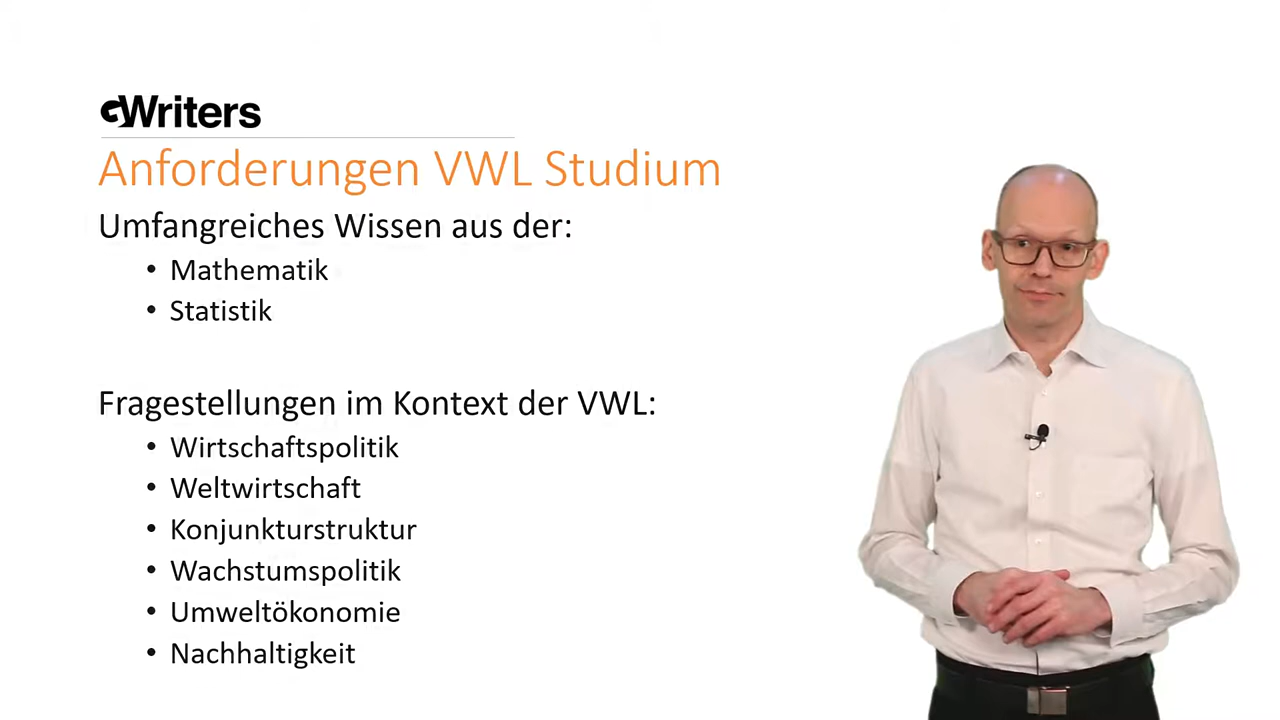 GWriters
Anforderungen VWL Studium
Umfangreiches Wissen aus der:
• Mathematik
• Statistik
Fragestellungen im Kontext der VWL:
• Wirtschaftspolitik
• Weltwirtschaft
• Konjunkturstruktur
• Wachstumspolitik
• Umweltökonomie
• Nachhaltigkeit